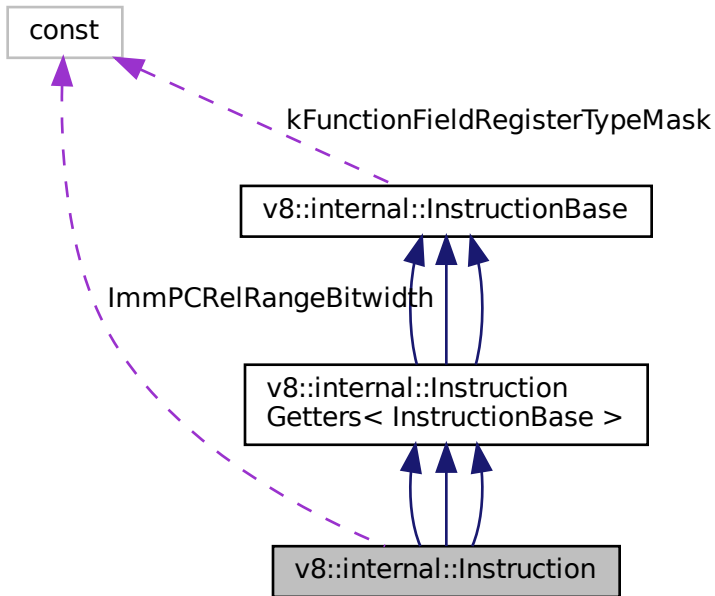 const
kFunctionFieldRegisterTypeMask
v8::internal::InstructionBase
ImmPCRelRangeBitwidth
v8::internal::Instruction
Getters< InstructionBase >
v8::internal::Instruction